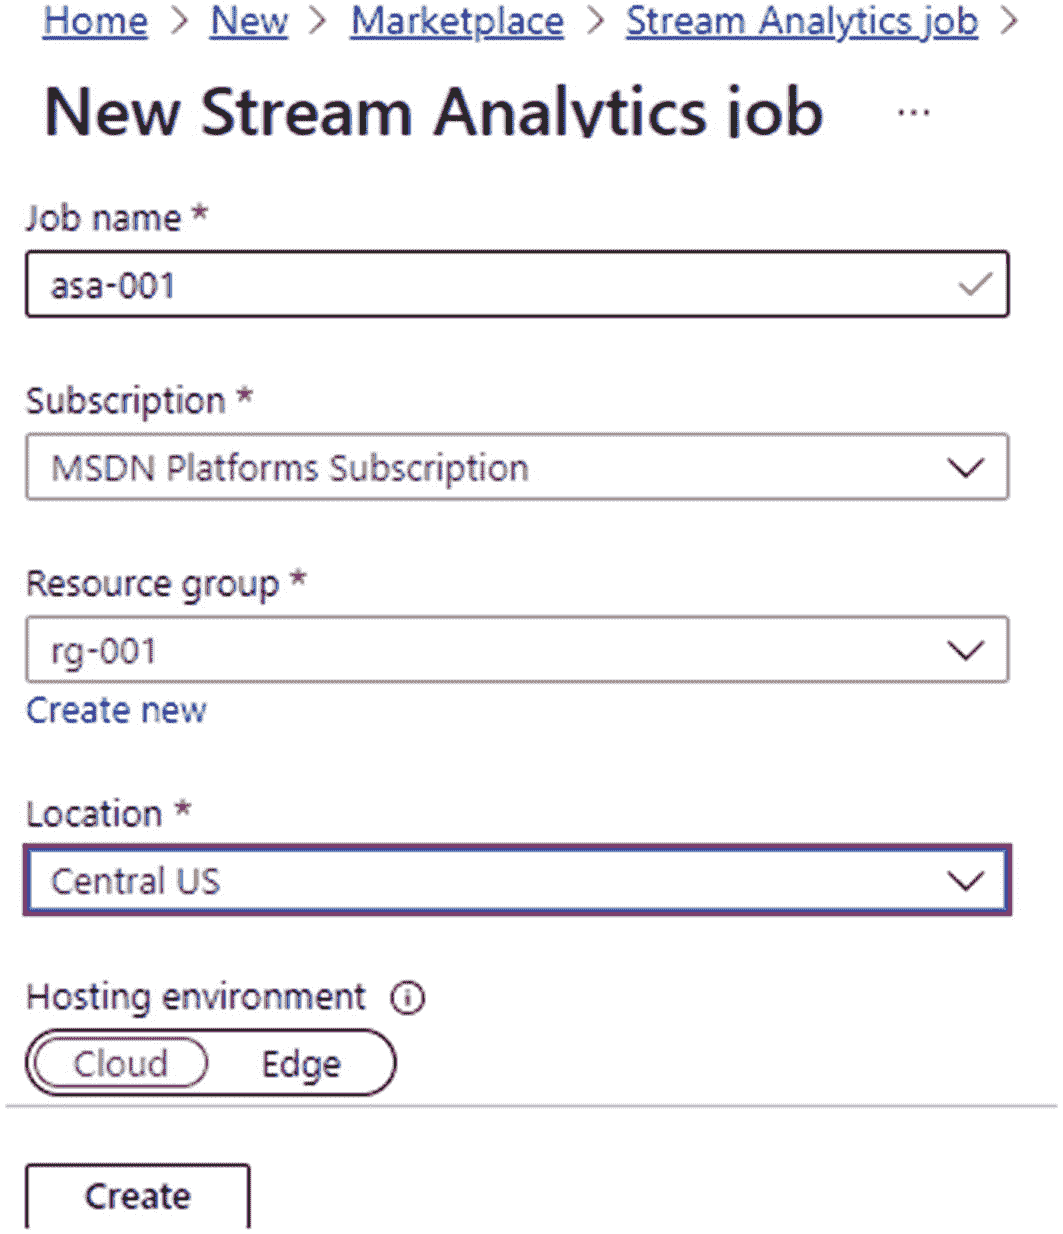 Home > New > Marketplace > Stream Analytics job >
New Stream Analytics job ...
Job name *
asa-001
Subscription *
MSDN Platforms Subscription
Resource group *
rg-001
Create new
Location *
Central US
Hosting environment
Cloud Edge
Create